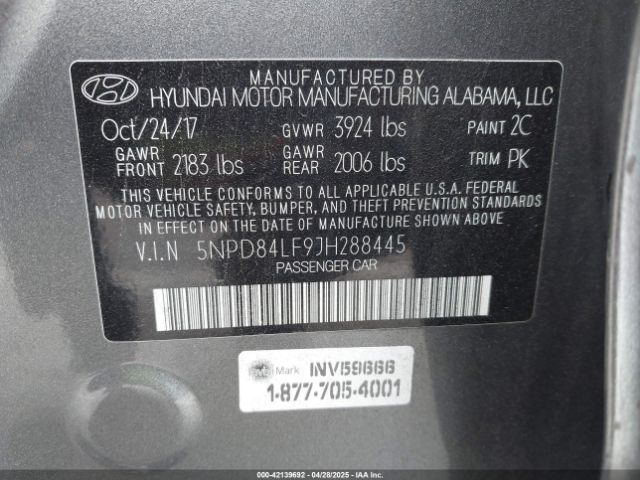 MANUFACTURED BY
HYUNDAI MOTOR MANUFACTURING ALABAMA, LLC
Oct/24/17 GVWR 3924 lbs PAINT 2C
GAWR FRONT 2183 lbs GAWR REAR 2006 lbs TRIM PK
THIS VEHICLE CONFORMS TO ALL APPLICABLE U.S.A. FEDERAL
MOTOR VEHICLE SAFETY, BUMPER, AND THEFT PREVENTION STANDARDS
IN EFFECT ON THE DATE OF MANUFACTURE SHOWN ABOVE
V.I.N 5NPD84LF9JH288445
PASSENGER CAR
Mark INV59666
1-877-705-4001
000-42139692 04/28/2025 IAAI.com